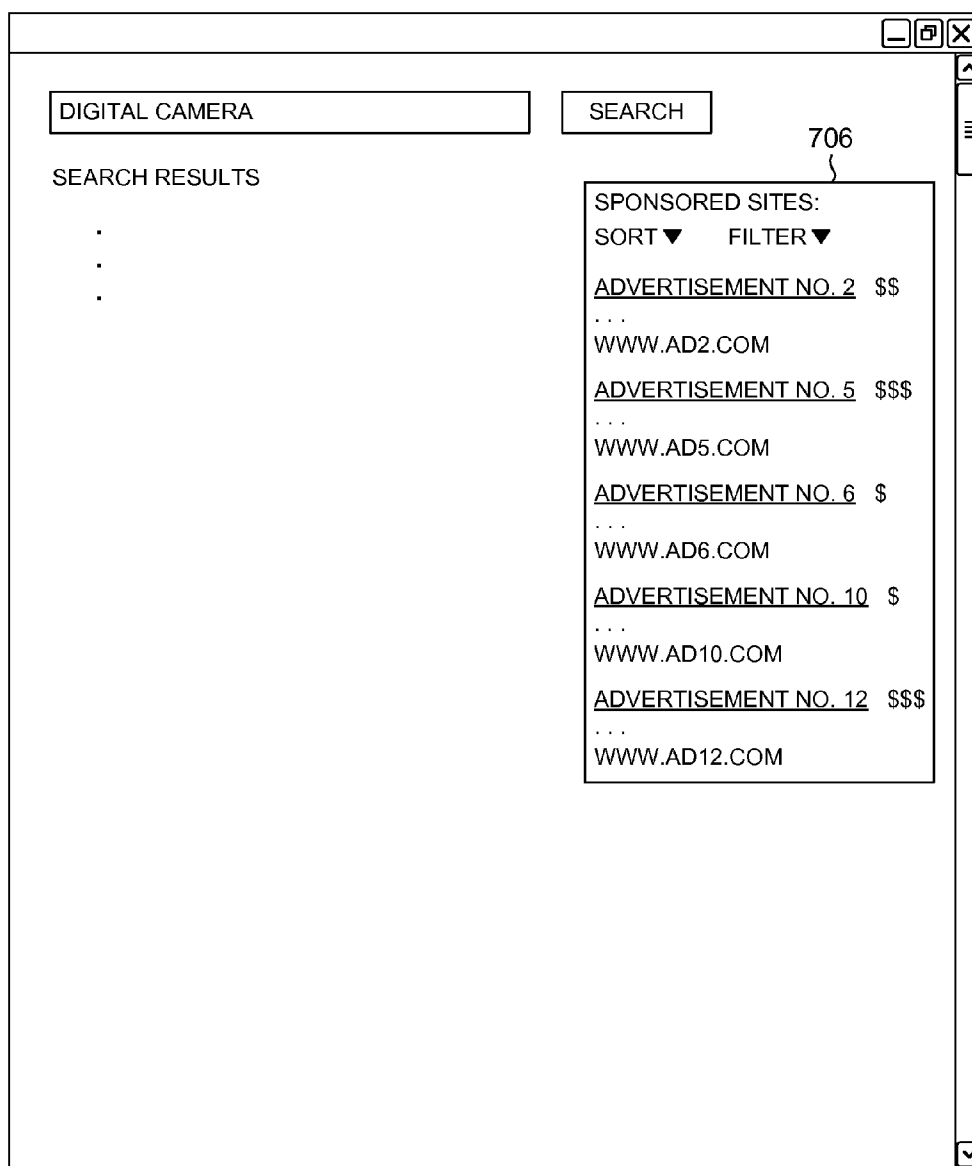 DIGITAL CAMERA
SEARCH
706
SEARCH RESULTS
.
.
.
SPONSORED SITES:
SORT▼ FILTER▼
ADVERTISEMENT NO. 2 $$
. . .
WWW.AD2.COM
ADVERTISEMENT NO. 5 $$$
. . .
WWW.AD5.COM
ADVERTISEMENT NO. 6 $
. . .
WWW.AD6.COM
ADVERTISEMENT NO. 10 $
. . .
WWW.AD10.COM
ADVERTISEMENT NO. 12 $$$
. . .
WWW.AD12.COM